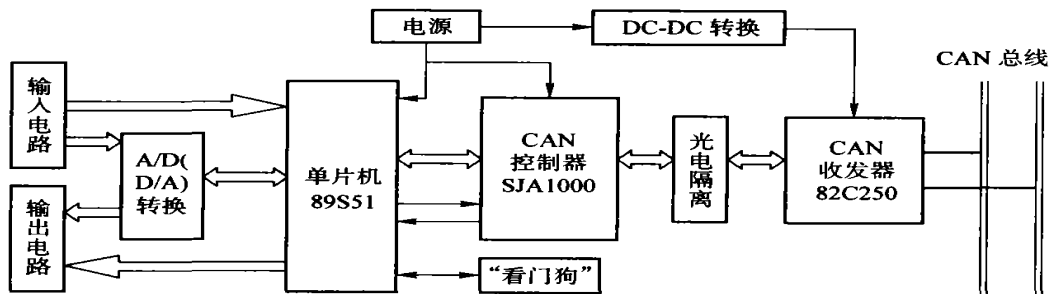 电源
DC-DC 转换
CAN 总线
输入电路
A/D(
D/A)
转换
输出电路
单片机
89S51
CAN
控制器
SJA1000
光电隔离
CAN
收发器
82C250
“看门狗”